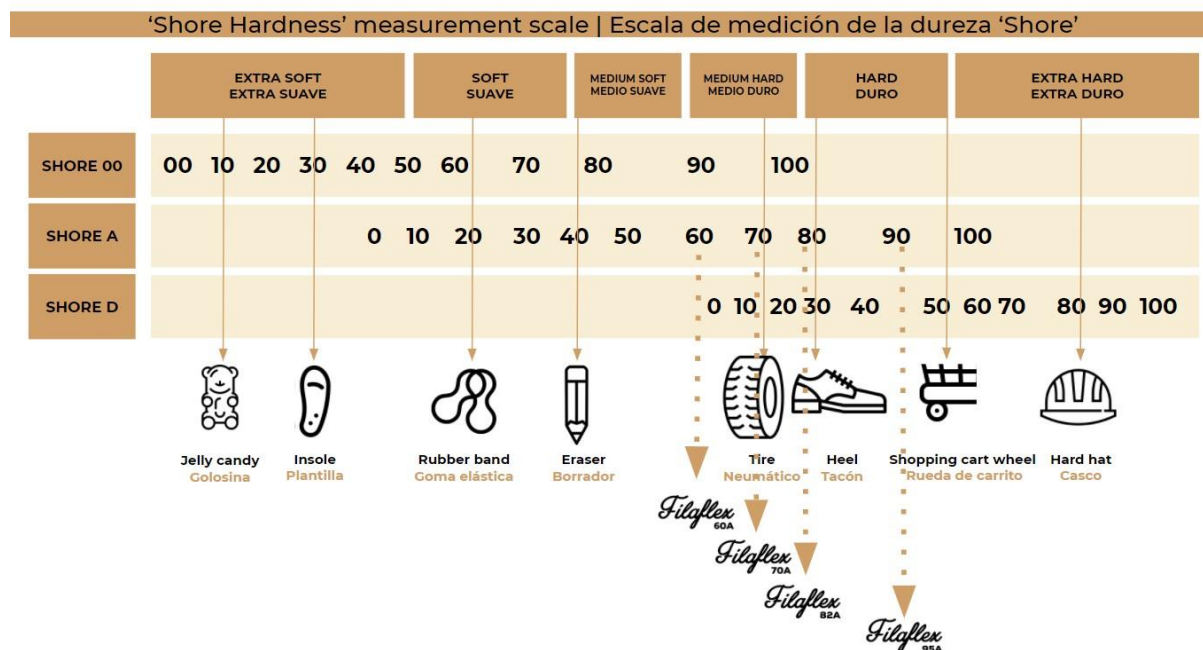 'Shore Hardness' measurement scale | Escala de medición de la dureza 'Shore'
EXTRA SOFT
EXTRA SUAVE
SOFT
SUAVE
MEDIUM SOFT
MEDIO SUAVE
MEDIUM HARD
MEDIO DURO
HARD
DURO
EXTRA HARD
EXTRA DURO
SHORE 00 00 10 20 30 40 50 60 70 80 90 100
SHORE A 0 10 20 30 40 50 60 70 80 90 100
SHORE D 0 10 20 30 40 50 60 70 80 90 100
Jelly candy
Golosina
Insole
Plantilla
Rubber band
Goma elástica
Eraser
Borrador
Tire
Neumático
Heel
Tacón
Shopping cart wheel
Rueda de carrito
Hard hat
Casco
Filaflex
60A
Filaflex
70A
Filaflex
82A
Filaflex
95A